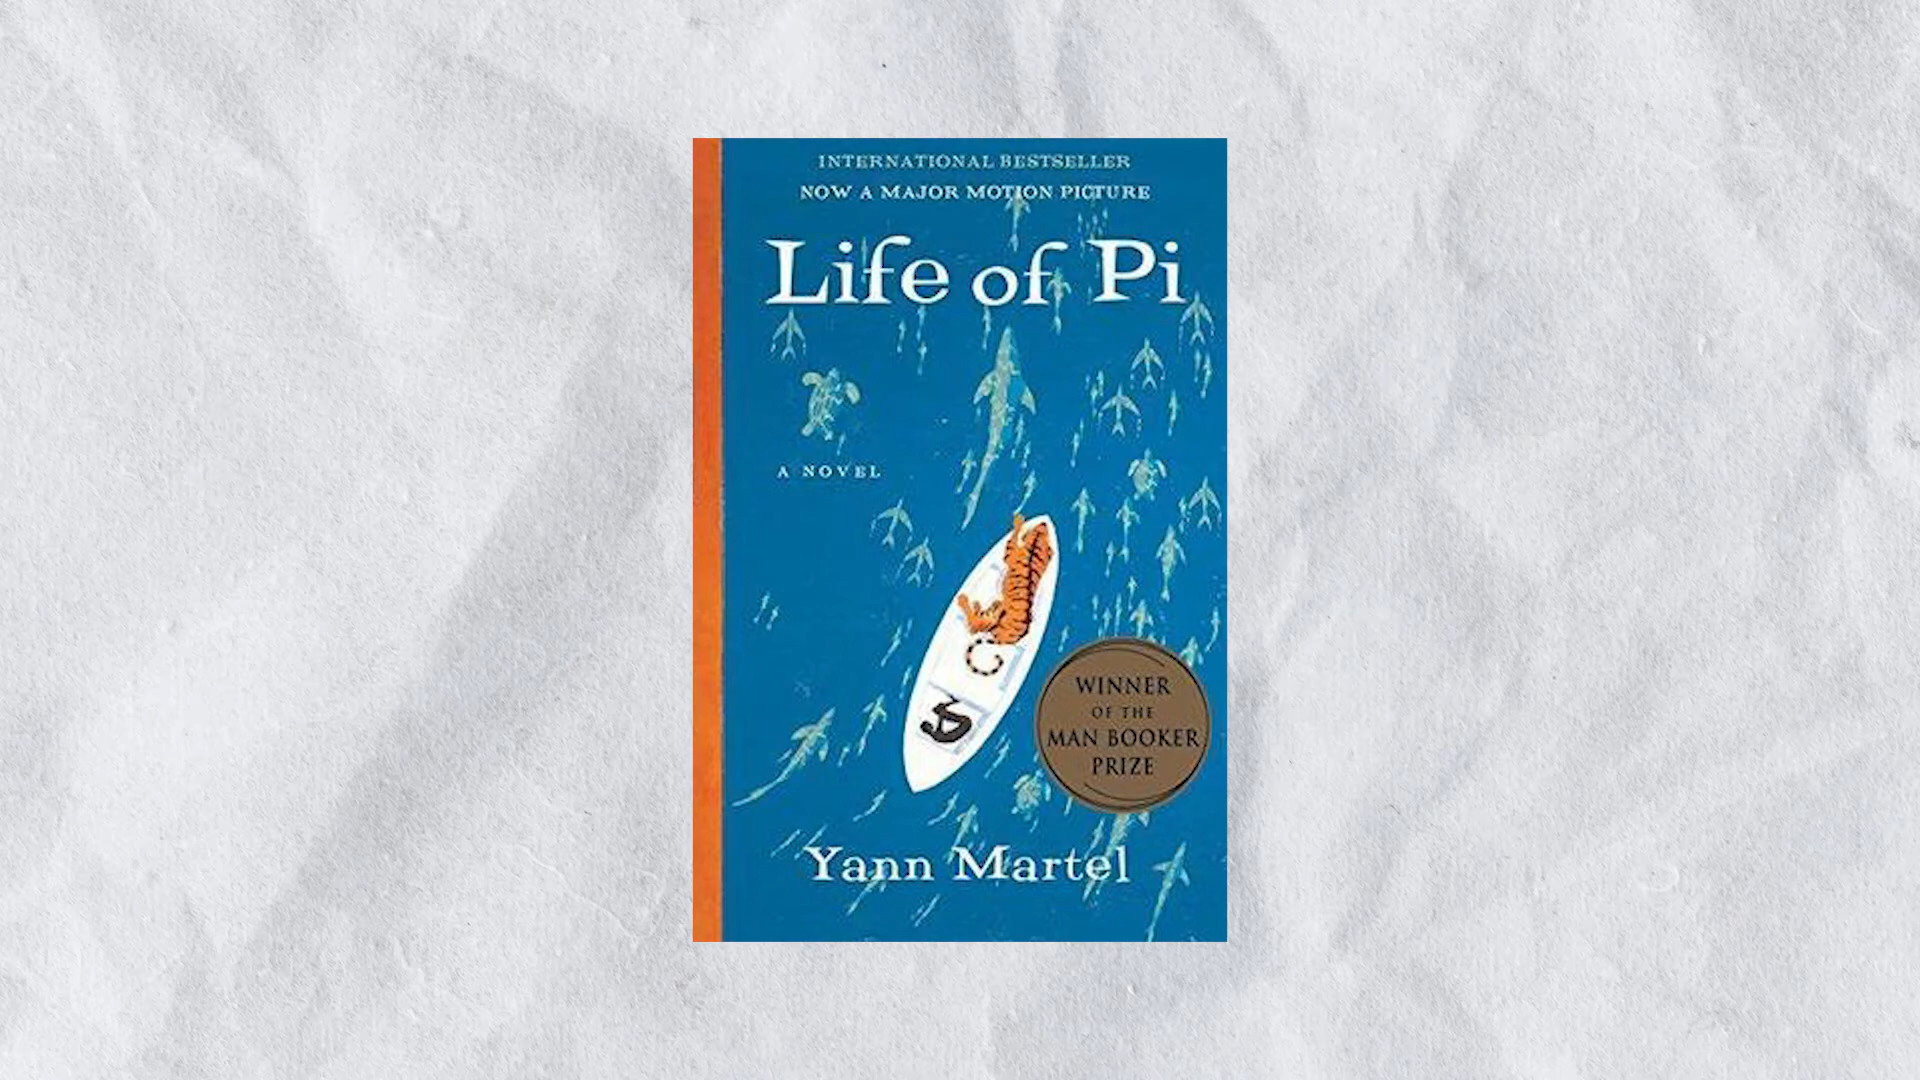 INTERNATIONAL BESTSELLER
NOW A MAJOR MOTION PICTURE
Life of Pi
A NOVEL
WINNER
OF THE
MAN BOOKER
PRIZE
Yann Martel